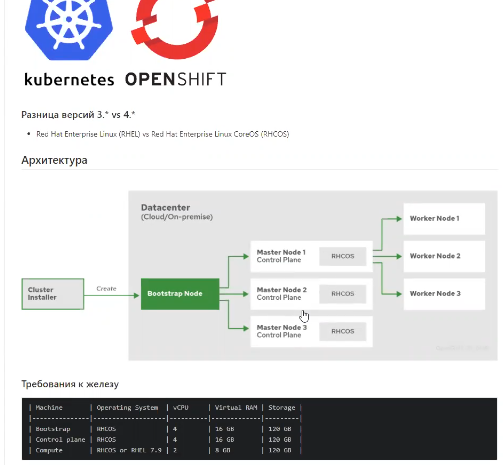 kubernetes OPENSHIFT
Разница версий 3.* vs 4.*
• Red Hat Enterprise Linux (RHEL) vs Red Hat Enterprise Linux CoreOS (RHCOS)
Архитектура
Datacenter
(Cloud/On-premise)
Worker Node 1
Master Node 1
Control Plane
RHCOS
Worker Node 2
Cluster
Installer
Create
Bootstrap Node
Master Node 2
Control Plane
RHCOS
Worker Node 3
Master Node 3
Control Plane
RHCOS
Требования к железу
| Machine | Operating System | vCPU | Virtual RAM | Storage |
|---------------|------------------|------|-------------|---------|
| Bootstrap | RHCOS | 4 | 16 GB | 120 GB |
| Control plane | RHCOS | 4 | 16 GB | 120 GB |
| Compute | RHCOS or RHEL 7.9 | 2 | 8 GB | 120 GB |